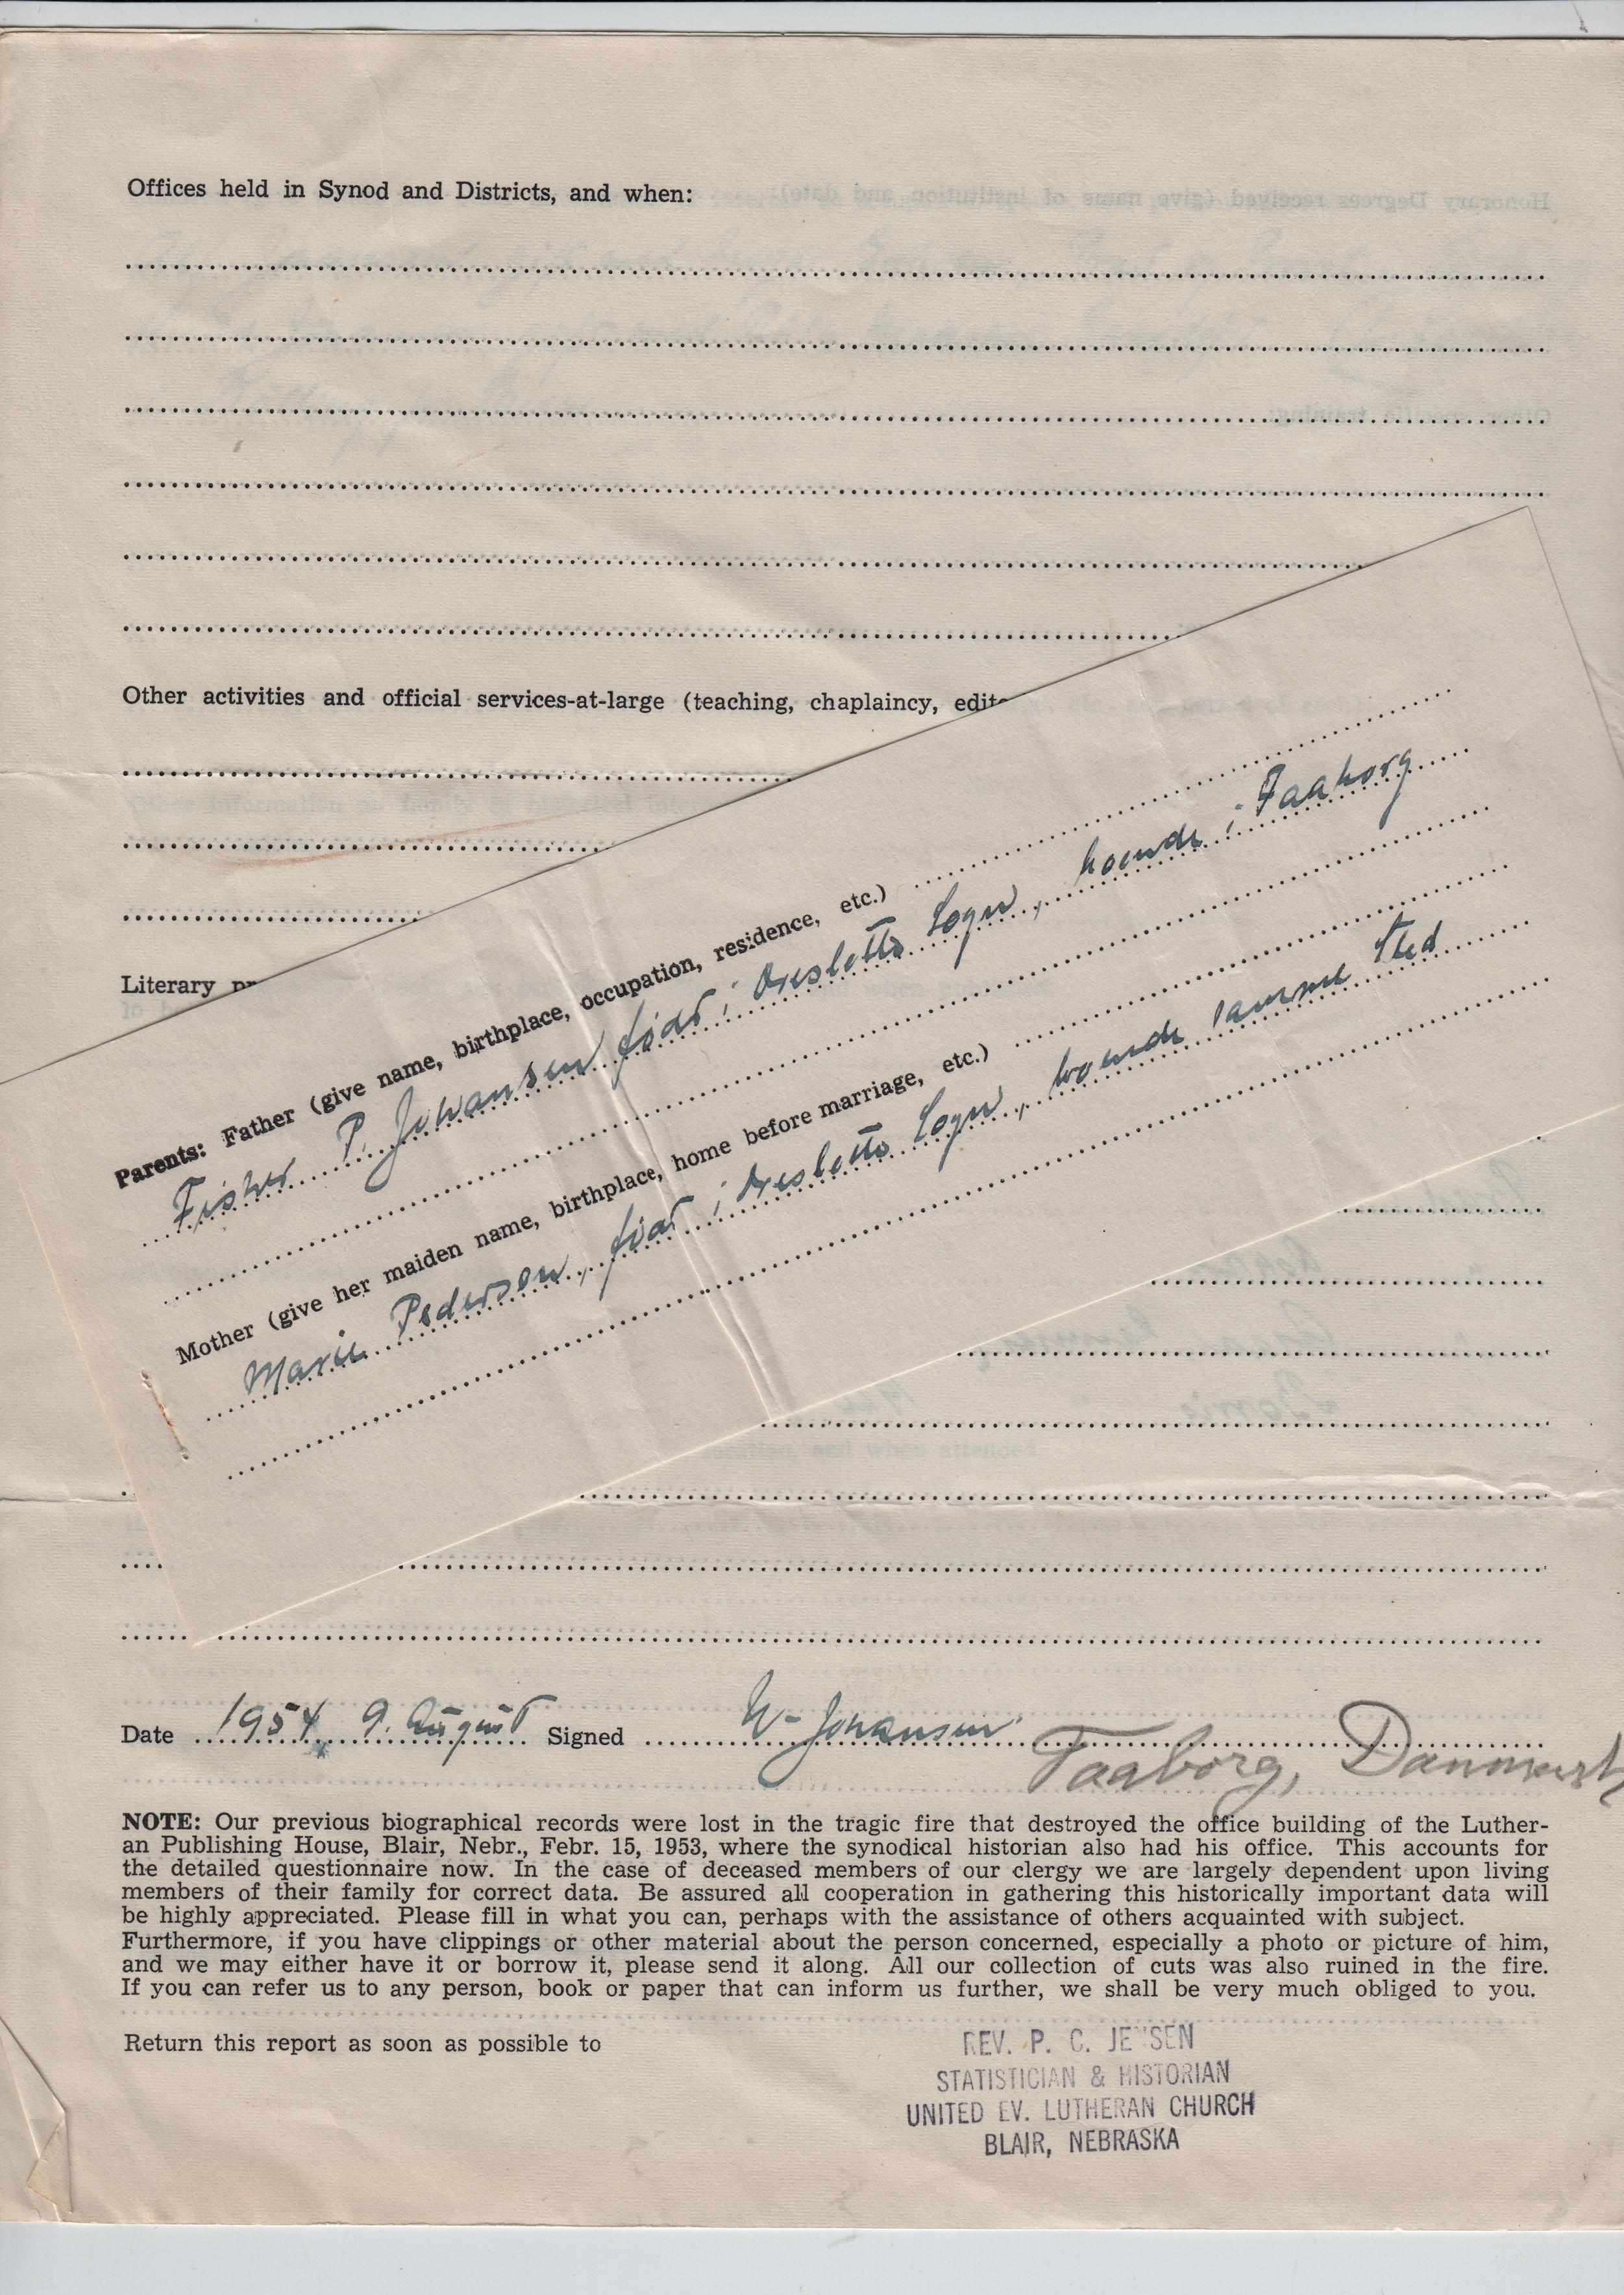 Offices held in Synod and Districts, and when:
Other activities and official services-at-large (teaching, chaplaincy, edito
Literary pr
Parents: Father (give name, birthplace, occupation, residence, etc.)
Fisker P. Johansen født i Øresletts Sogn, boende i Faaborg
Mother (give her maiden name, birthplace, home before marriage, etc.)
Marie Pedersen, født i Øresletts Sogn, boende samme sted
Date 1954 9. August Signed W-Johansen
Faaborg, Danmark
NOTE: Our previous biographical records were lost in the tragic fire that destroyed the office building of the Luther-
an Publishing House, Blair, Nebr., Febr. 15, 1953, where the synodical historian also had his office. This accounts for
the detailed questionnaire now. In the case of deceased members of our clergy we are largely dependent upon living
members of their family for correct data. Be assured all cooperation in gathering this historically important data will
be highly appreciated. Please fill in what you can, perhaps with the assistance of others acquainted with subject.
Furthermore, if you have clippings or other material about the person concerned, especially a photo or picture of him,
and we may either have it or borrow it, please send it along. All our collection of cuts was also ruined in the fire.
If you can refer us to any person, book or paper that can inform us further, we shall be very much obliged to you.
Return this report as soon as possible to
REV. P. C. JENSEN
STATISTICIAN & HISTORIAN
UNITED EV. LUTHERAN CHURCH
BLAIR, NEBRASKA